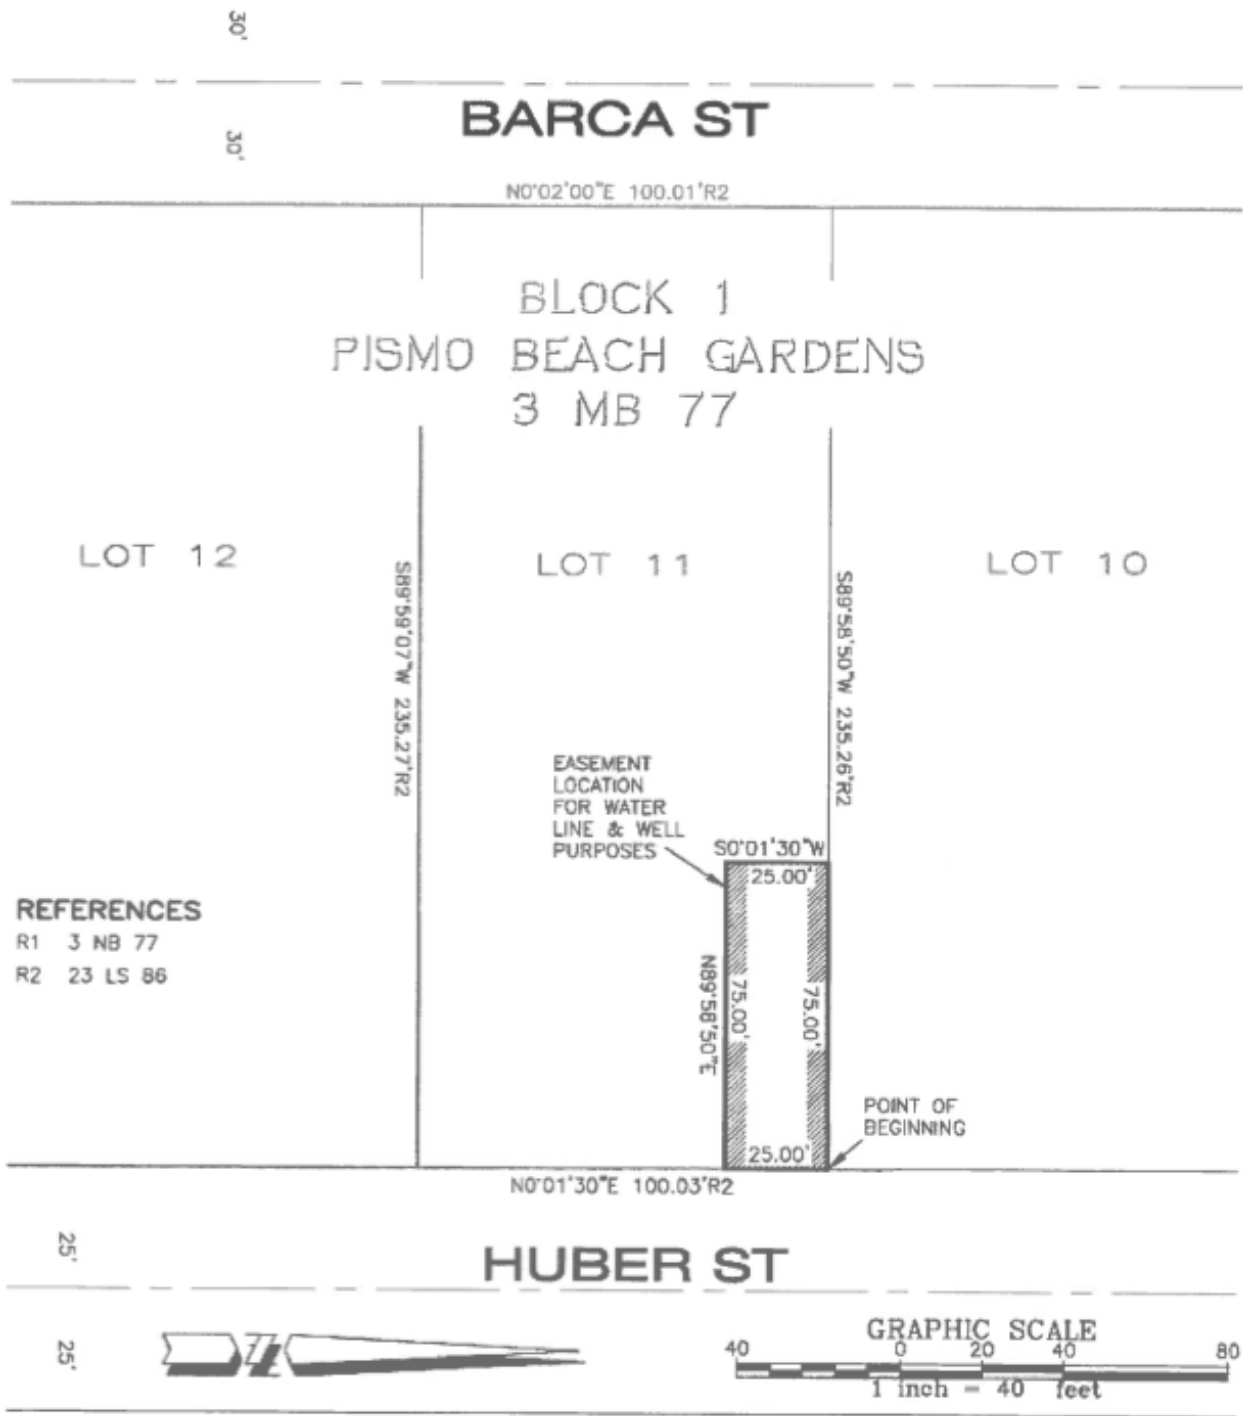 30'
BARCA ST
30'
N0°02'00"E 100.01'R2
BLOCK 1
PISMO BEACH GARDENS
3 MB 77
LOT 12
LOT 11
LOT 10
S89°59'07"W 235.27'R2
S89°58'50"W 235.26'R2
EASEMENT
LOCATION
FOR WATER
LINE & WELL
PURPOSES
S0°01'30"W
25.00'
REFERENCES
R1 3 NB 77
R2 23 LS 86
N89°58'50"E
75.00'
75.00'
POINT OF
BEGINNING
25.00'
N0°01'30"E 100.03'R2
25'
HUBER ST
25'
N
GRAPHIC SCALE
40 0 20 40 80
1 inch = 40 feet